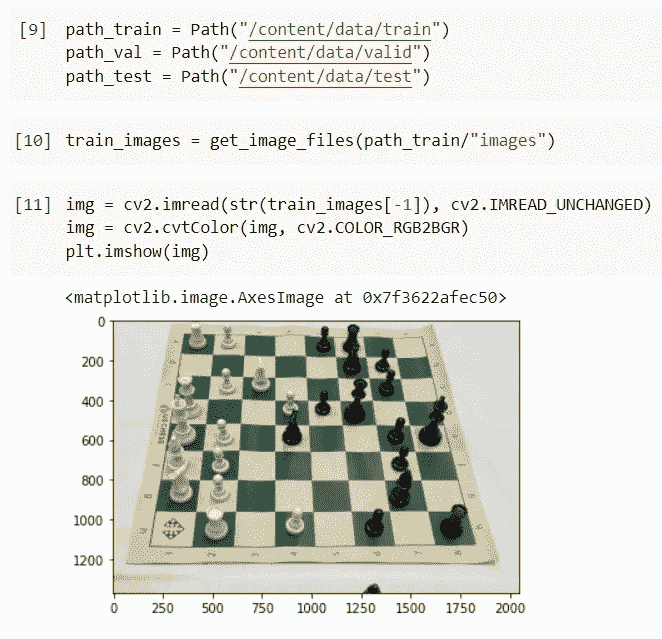 [9] path_train = Path("/content/data/train")
path_val = Path("/content/data/valid")
path_test = Path("/content/data/test")
[10] train_images = get_image_files(path_train/"images")
[11] img = cv2.imread(str(train_images[-1]), cv2.IMREAD_UNCHANGED)
img = cv2.cvtColor(img, cv2.COLOR_RGB2BGR)
plt.imshow(img)
<matplotlib.image.AxesImage at 0x7f3622afec50>
0
200
400
600
800
1000
1200
0 250 500 750 1000 1250 1500 1750 2000